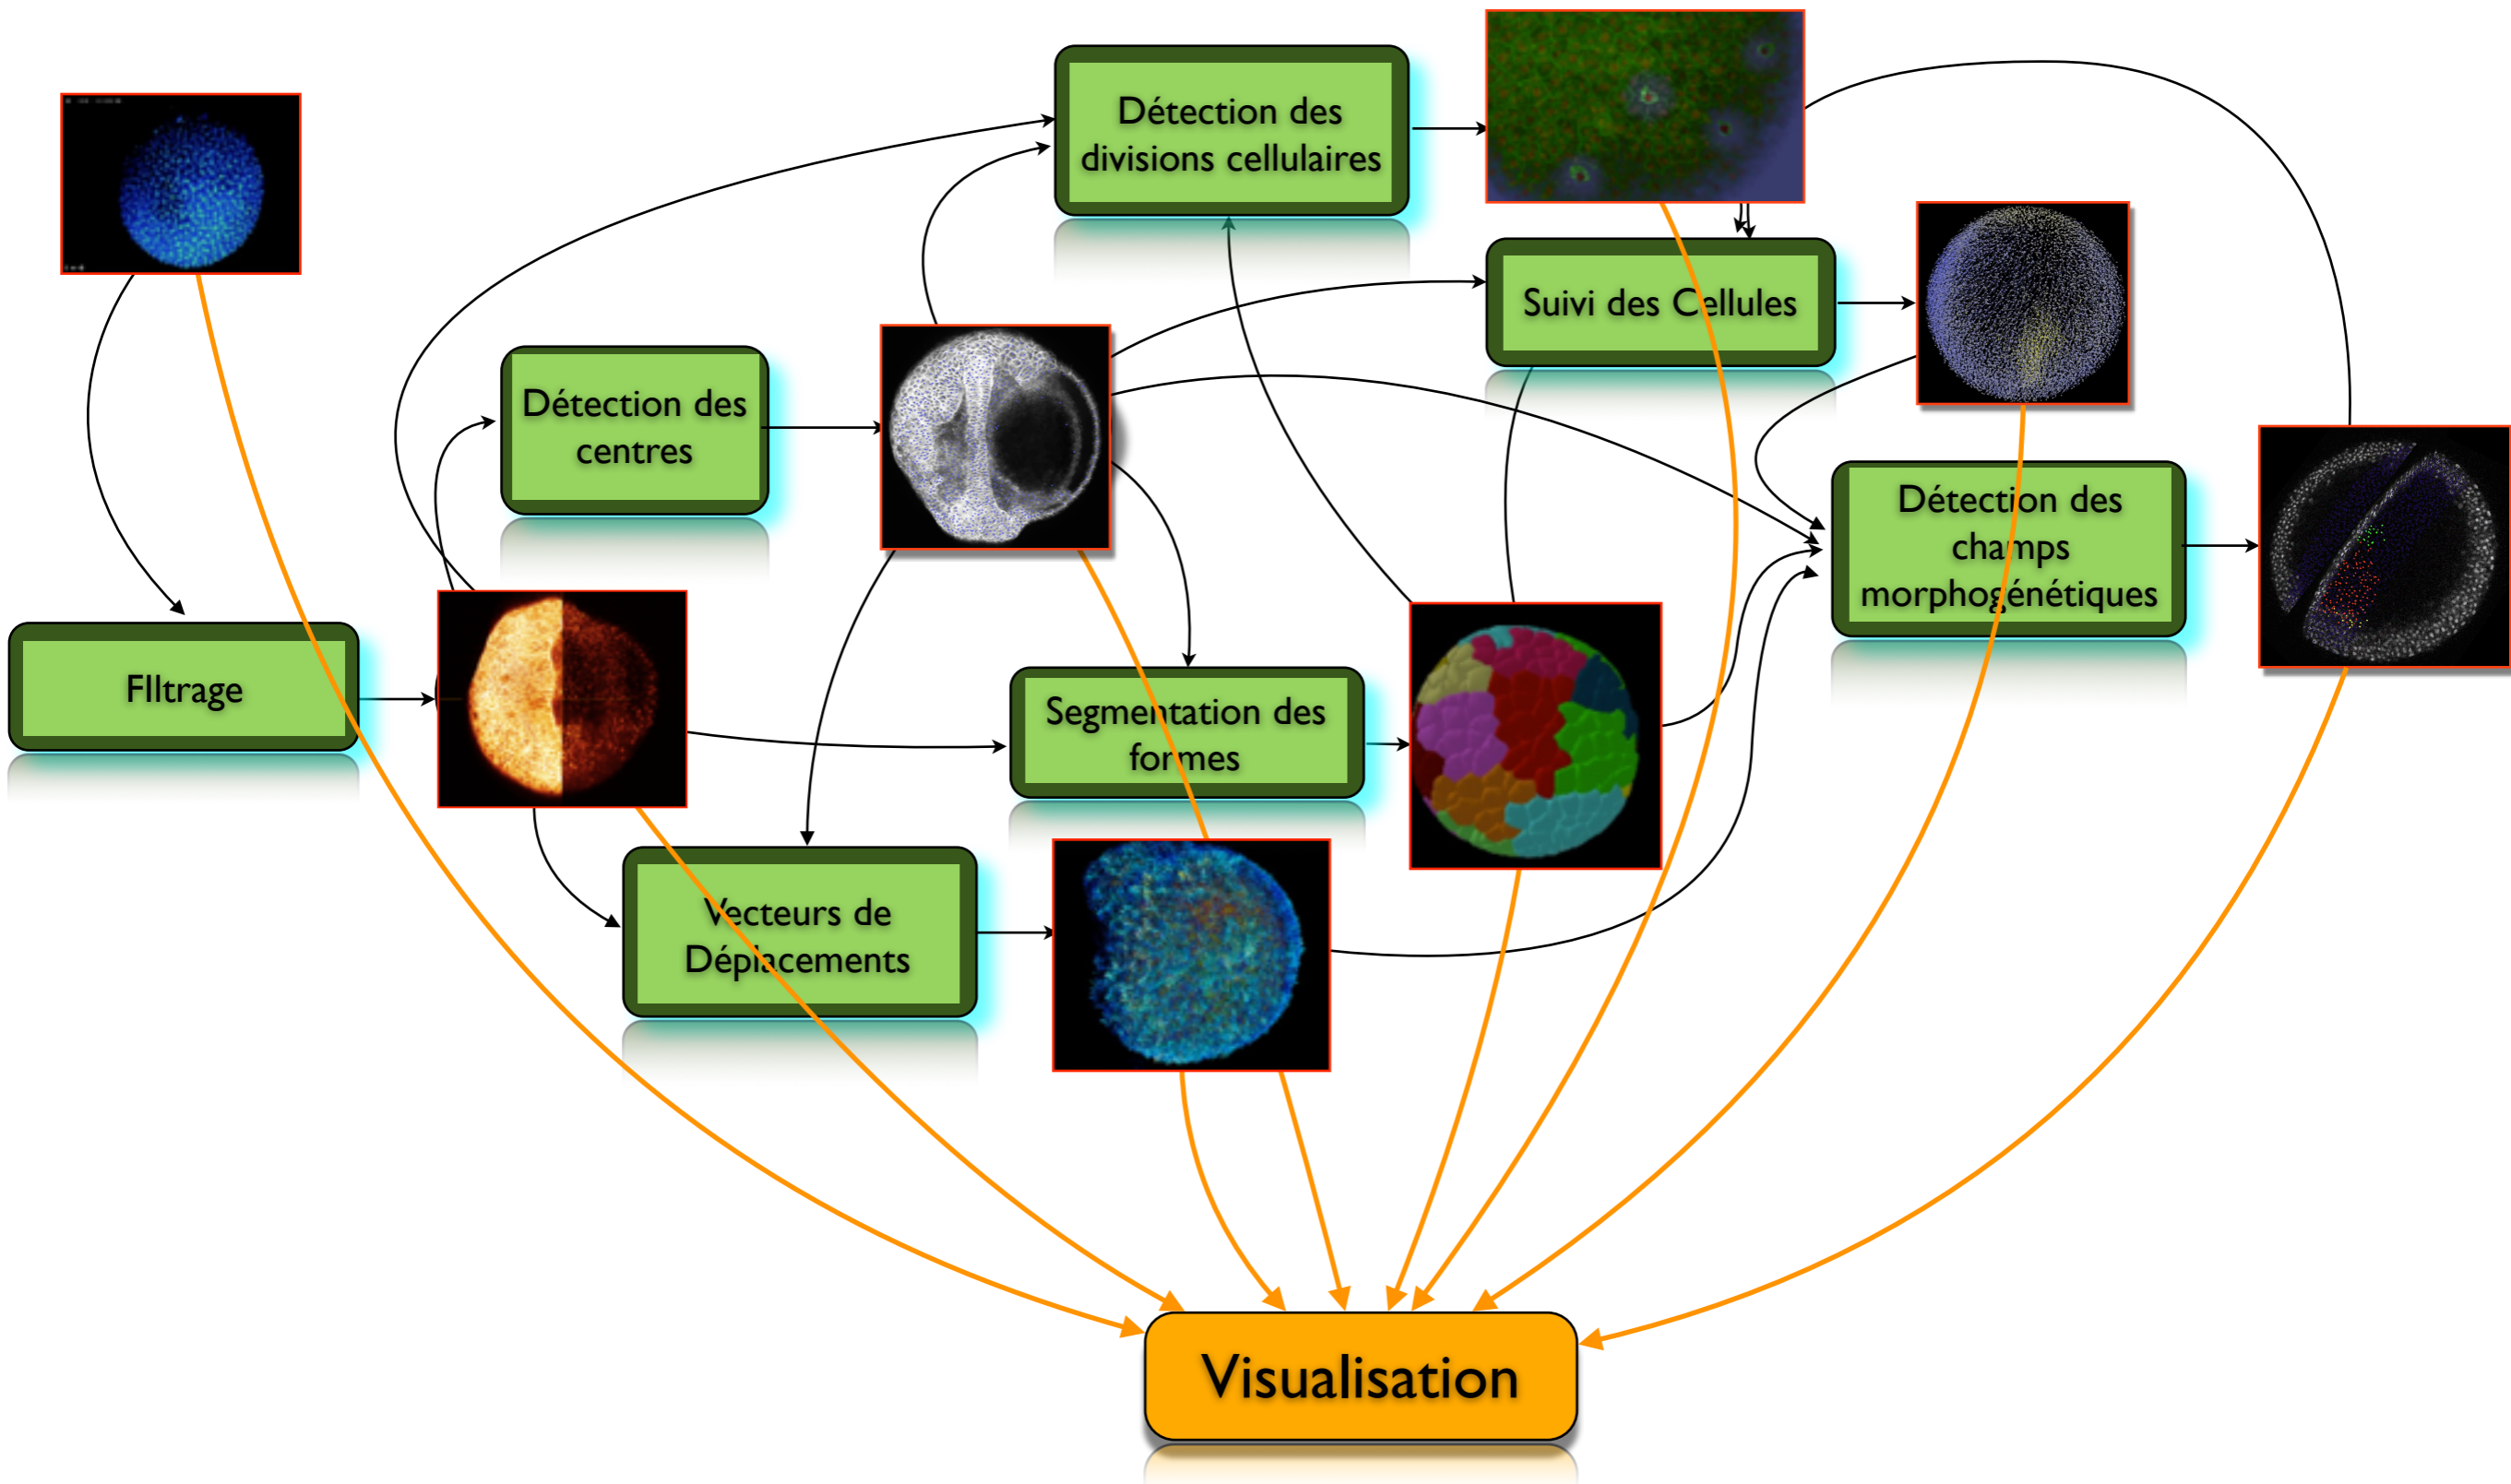 Détection des
divisions cellulaires
Suivi des Cellules
Détection des
centres
Détection des
champs
morphogénétiques
FIltrage
Segmentation des
formes
Vecteurs de
Déplacements
Visualisation